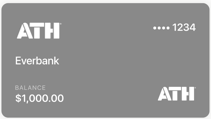 ATH
•••• 1234
Everbank
BALANCE
$1,000.00
ATH